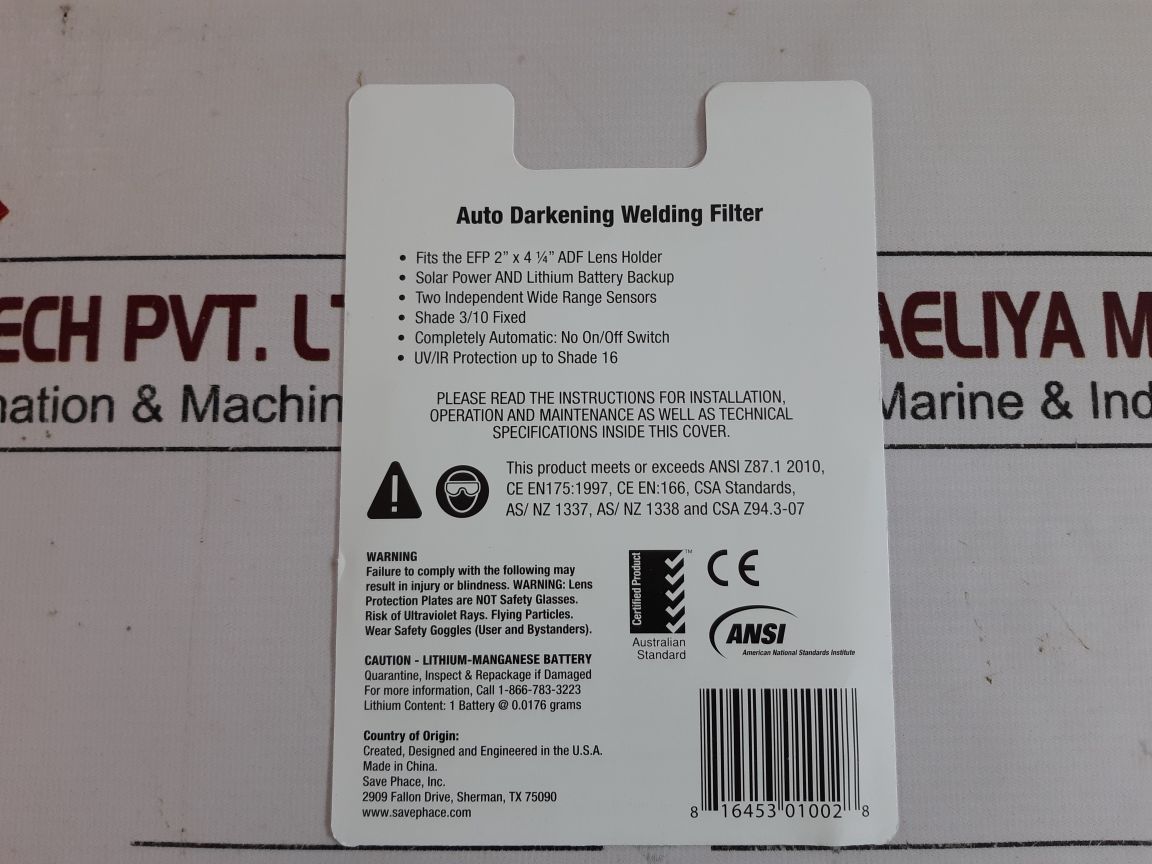 Auto Darkening Welding Filter
• Fits the EFP 2” x 4 ¼” ADF Lens Holder
• Solar Power AND Lithium Battery Backup
• Two Independent Wide Range Sensors
• Shade 3/10 Fixed
• Completely Automatic: No On/Off Switch
• UV/IR Protection up to Shade 16
PLEASE READ THE INSTRUCTIONS FOR INSTALLATION,
OPERATION AND MAINTENANCE AS WELL AS TECHNICAL
SPECIFICATIONS INSIDE THIS COVER.
This product meets or exceeds ANSI Z87.1 2010,
CE EN175:1997, CE EN:166, CSA Standards,
AS/ NZ 1337, AS/ NZ 1338 and CSA Z94.3-07
WARNING
Failure to comply with the following may
result in injury or blindness. WARNING: Lens
Protection Plates are NOT Safety Glasses.
Risk of Ultraviolet Rays. Flying Particles.
Wear Safety Goggles (User and Bystanders).
CAUTION - LITHIUM-MANGANESE BATTERY
Quarantine, Inspect & Repackage if Damaged
For more information, Call 1-866-783-3223
Lithium Content: 1 Battery @ 0.0176 grams
Country of Origin:
Created, Designed and Engineered in the U.S.A.
Made in China.
Save Phace, Inc.
2909 Fallon Drive, Sherman, TX 75090
www.savephace.com
Certified Product
TM
Australian
Standard
CE
ANSI
American National Standards Institute
8 16453 01002 8
ECH PVT. LT
nation & Machin
AELIYA M
Marine & Ind